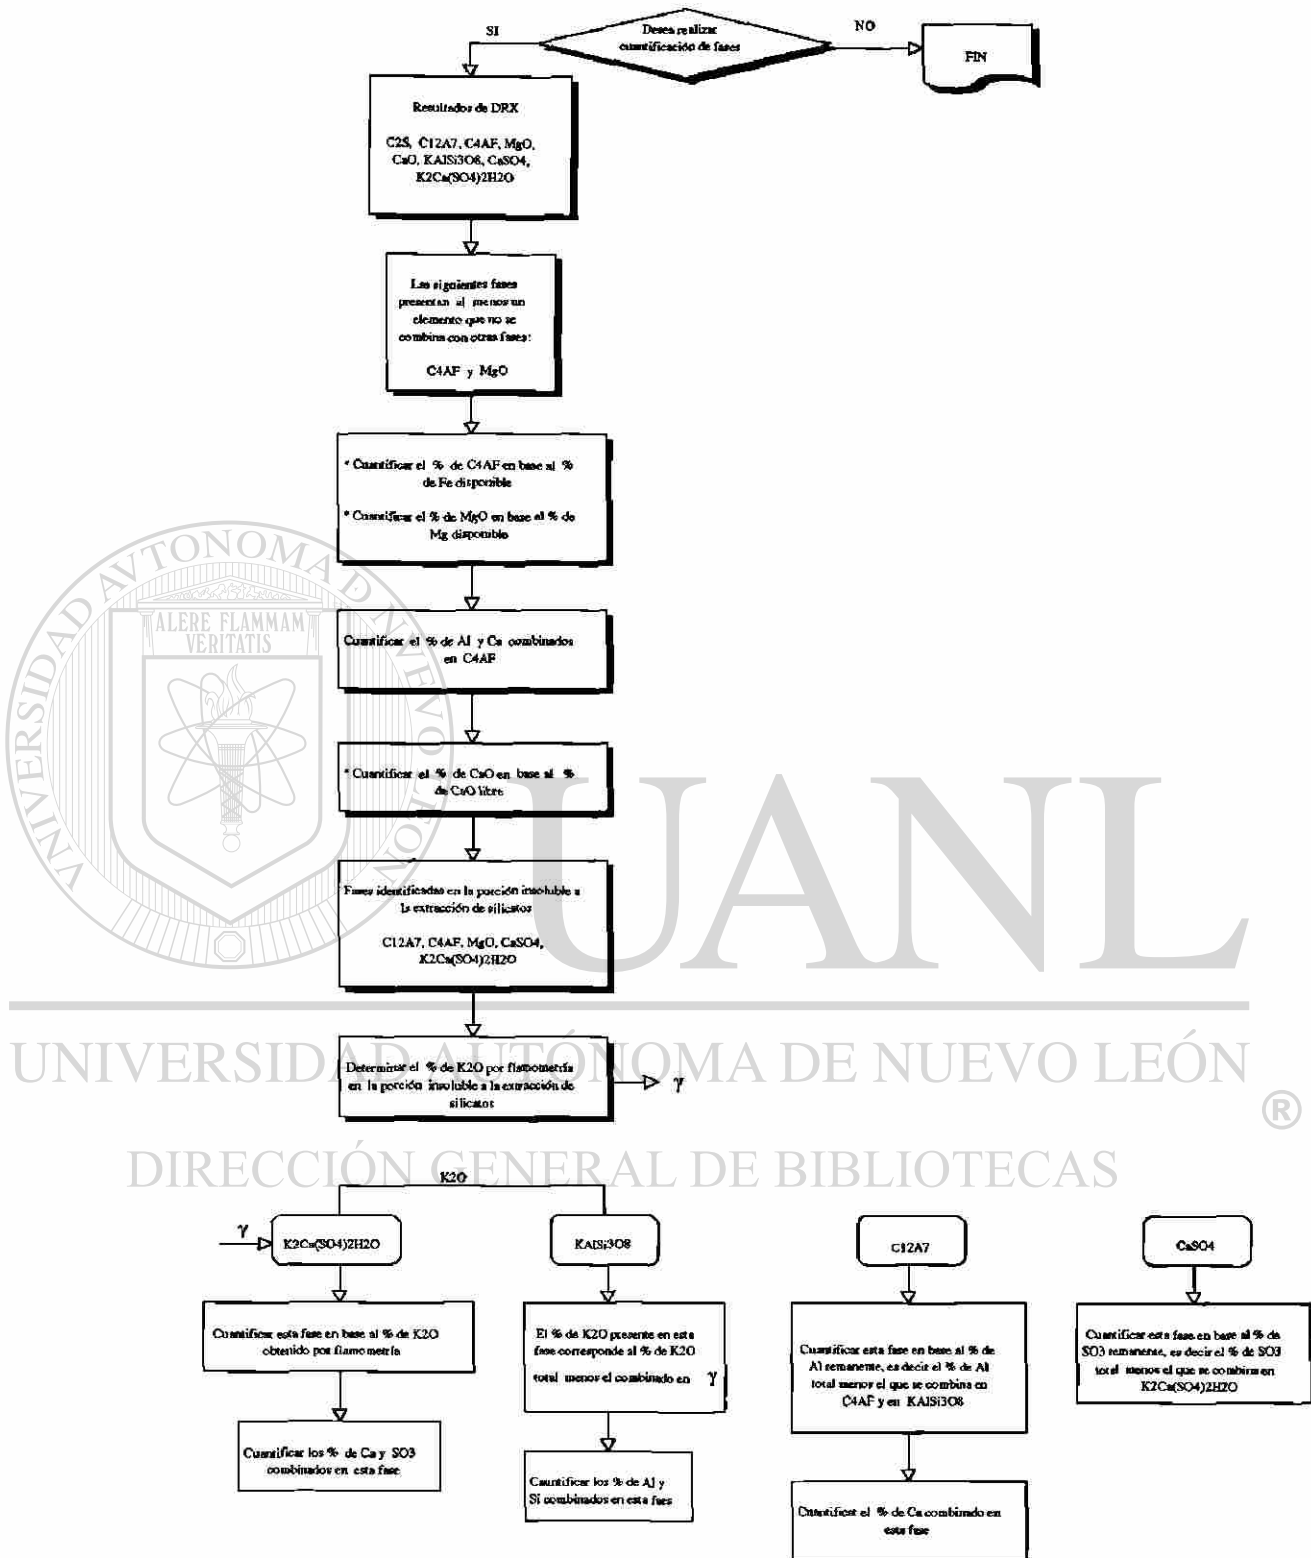 SI
Desea realizar
cuantificación de fases
NO
FIN
Resultados de DRX
C2S, C12A7, C4AF, MgO,
CaO, KAlSi3O8, CaSO4,
K2Ca(SO4)2H2O
Las siguientes fases
presentan al menos un
elemento que no se
combina con otras fases:
C4AF y MgO
* Cuantificar el % de C4AF en base al %
de Fe disponible
* Cuantificar el % de MgO en base al % de
Mg disponible
Cuantificar el % de Al y Ca combinados
en C4AF
* Cuantificar el % de CaO en base al %
de CaO libre
Fases identificadas en la porción insoluble a
la extracción de silicatos
C12A7, C4AF, MgO, CaSO4,
K2Ca(SO4)2H2O
Determinar el % de K2O por flamometría
en la porción insoluble a la extracción de
silicatos
γ
K2O
γ
K2Ca(SO4)2H2O
KAlSi3O8
C12A7
CaSO4
Cuantificar esta fase en base al % de K2O
obtenido por flamometría
El % de K2O presente en esta
fase corresponde al % de K2O
total menos el combinado en γ
Cuantificar esta fase en base al % de
Al remanente, es decir el % de Al
total menos el que se combina en
C4AF y en KAlSi3O8
Cuantificar esta fase en base al % de
SO3 remanente, es decir el % de SO3
total menos el que se combina en
K2Ca(SO4)2H2O
Cuantificar los % de Ca y SO3
combinados en esta fase
Cauntificar los % de Al y
Si combinados en esta fues
Cuantificar el % de Ca combinado en
esta fase
UNIVERSIDAD AVTONOMA DE NVEVO LEON
ALERE FLAMMAM
VERITATIS
UANL
UNIVERSIDAD AUTÓNOMA DE NUEVO LEÓN
®
DIRECCIÓN GENERAL DE BIBLIOTECAS